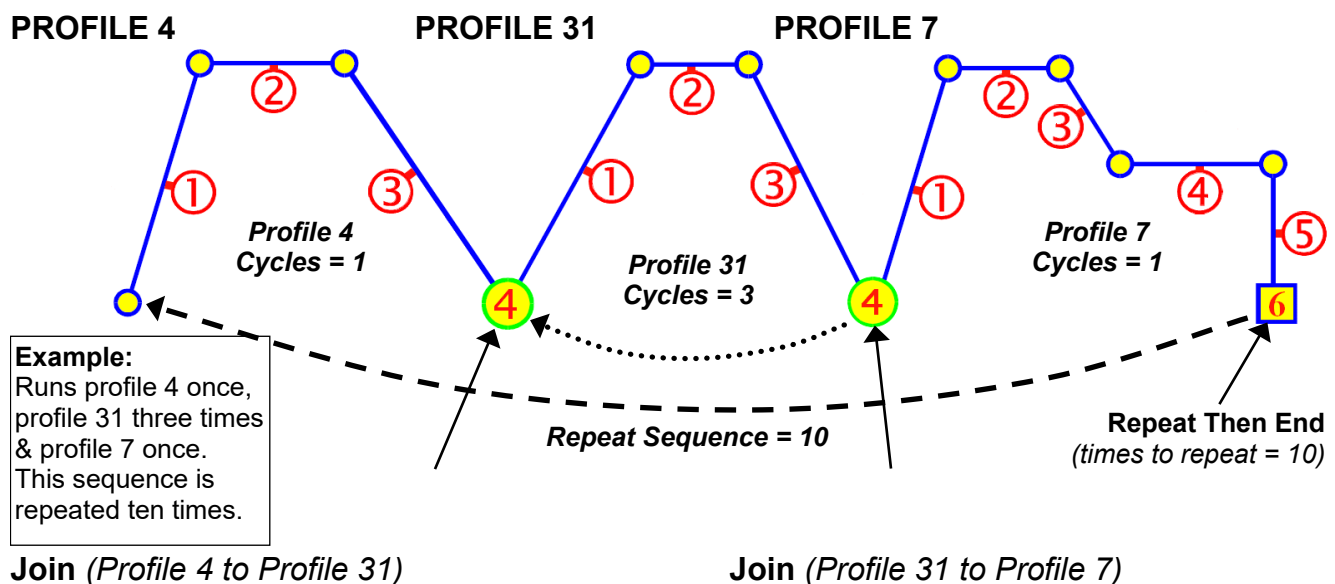 PROFILE 4
PROFILE 31
PROFILE 7
2
2
2
3
1
3
1
3
1
4
5
Profile 4
Cycles = 1
Profile 31
Cycles = 3
Profile 7
Cycles = 1
4
4
6
Example:
Runs profile 4 once,
profile 31 three times
& profile 7 once.
This sequence is
repeated ten times.
Repeat Sequence = 10
Repeat Then End
(times to repeat = 10)
Join (Profile 4 to Profile 31)
Join (Profile 31 to Profile 7)